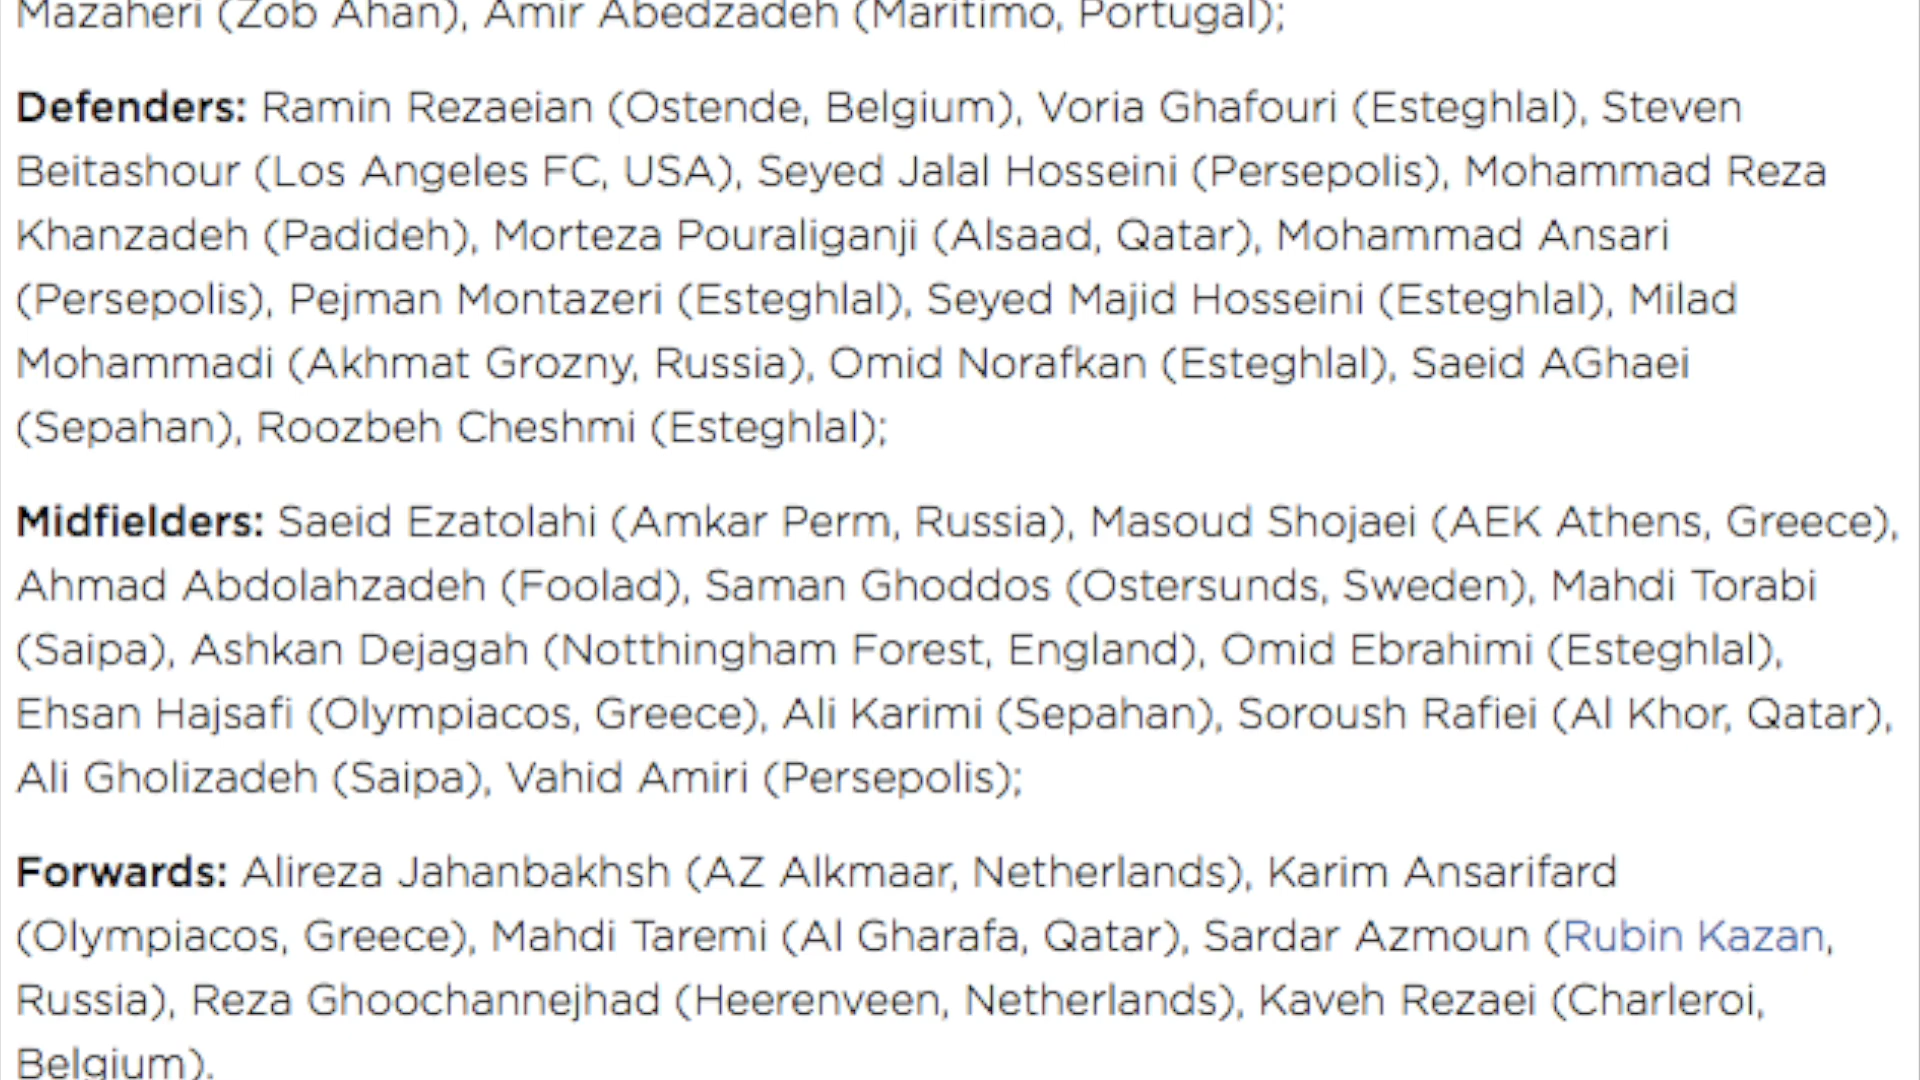 Mazaheri (Zob Ahan), Amir Abedzadeh (Maritimo, Portugal);
Defenders: Ramin Rezaeian (Ostende, Belgium), Voria Ghafouri (Esteghlal), Steven
Beitashour (Los Angeles FC, USA), Seyed Jalal Hosseini (Persepolis), Mohammad Reza
Khanzadeh (Padideh), Morteza Pouraliganji (Alsaad, Qatar), Mohammad Ansari
(Persepolis), Pejman Montazeri (Esteghlal), Seyed Majid Hosseini (Esteghlal), Milad
Mohammadi (Akhmat Grozny, Russia), Omid Norafkan (Esteghlal), Saeid AGhaei
(Sepahan), Roozbeh Cheshmi (Esteghlal);
Midfielders: Saeid Ezatolahi (Amkar Perm, Russia), Masoud Shojaei (AEK Athens, Greece),
Ahmad Abdolahzadeh (Foolad), Saman Ghoddos (Ostersunds, Sweden), Mahdi Torabi
(Saipa), Ashkan Dejagah (Notthingham Forest, England), Omid Ebrahimi (Esteghlal),
Ehsan Hajsafi (Olympiacos, Greece), Ali Karimi (Sepahan), Soroush Rafiei (Al Khor, Qatar),
Ali Gholizadeh (Saipa), Vahid Amiri (Persepolis);
Forwards: Alireza Jahanbakhsh (AZ Alkmaar, Netherlands), Karim Ansarifard
(Olympiacos, Greece), Mahdi Taremi (Al Gharafa, Qatar), Sardar Azmoun (Rubin Kazan,
Russia), Reza Ghoochannejhad (Heerenveen, Netherlands), Kaveh Rezaei (Charleroi,
Belgium).